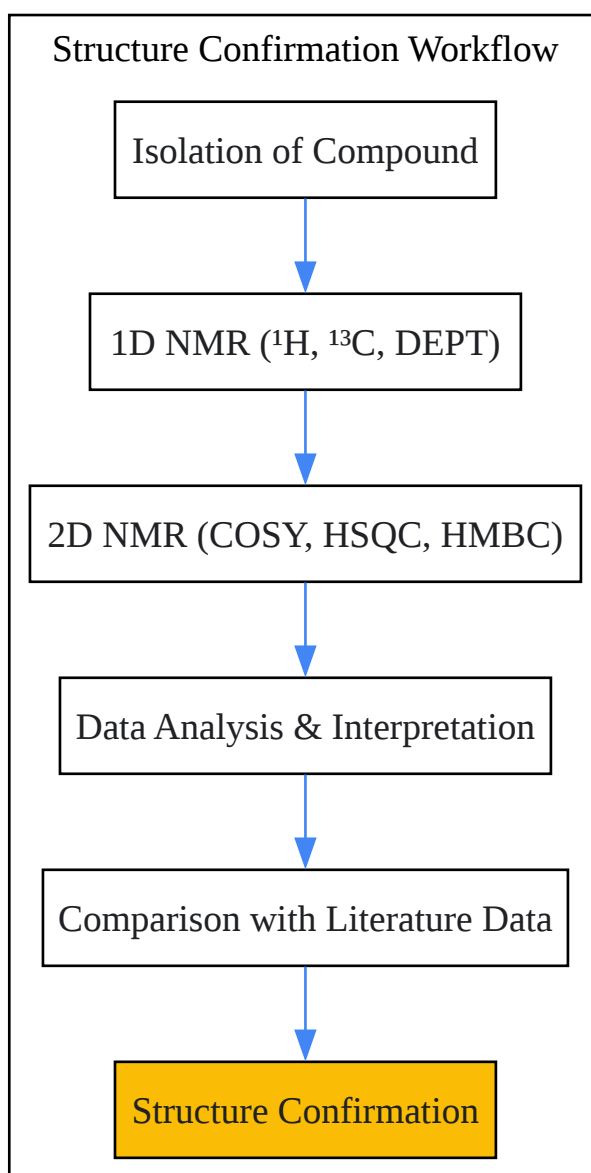 Structure Confirmation Workflow
Isolation of Compound
1D NMR (¹H, ¹³C, DEPT)
2D NMR (COSY, HSQC, HMBC)
Data Analysis & Interpretation
Comparison with Literature Data
Structure Confirmation